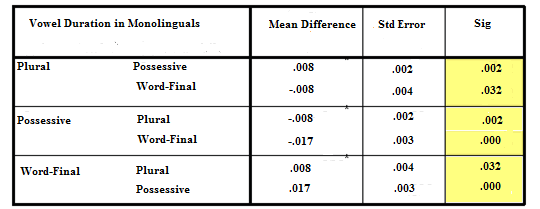 Vowel Duration in Monolinguals Mean Difference Std Error Sig
Plural Possessive .008 .002 .002
Word-Final -.008 .004 .032
Possessive Plural -.008 .002 .002
Word-Final -.017 .003 .000
Word-Final Plural .008 .004 .032
Possessive .017 .003 .000